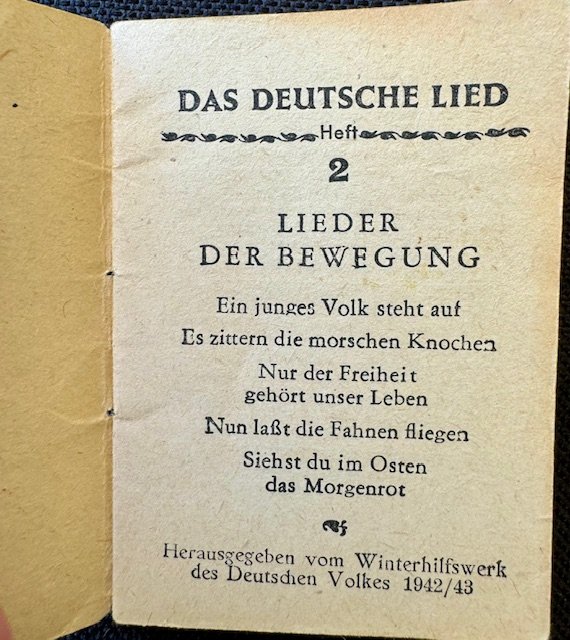 DAS DEUTSCHE LIED
Heft
2
LIEDER
DER BEWEGUNG
Ein junges Volk steht auf
Es zittern die morschen Knochen
Nur der Freiheit
gehört unser Leben
Nun laßt die Fahnen fliegen
Siehst du im Osten
das Morgenrot
Herausgegeben vom Winterhilfswerk
des Deutschen Volkes 1942/43